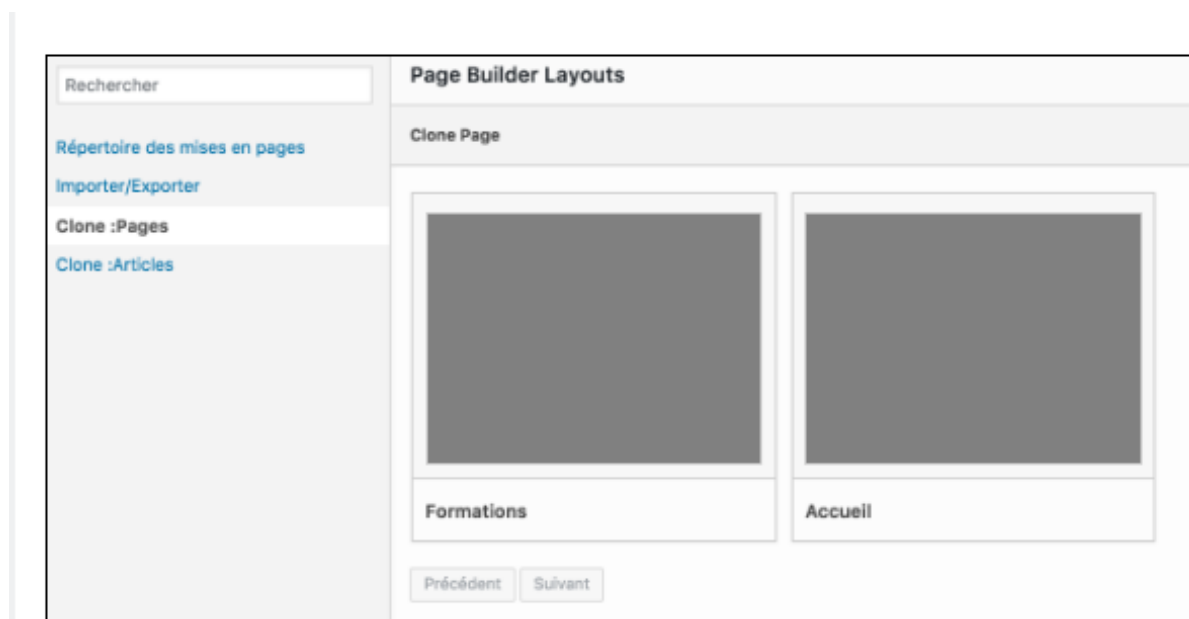 Rechercher
Répertoire des mises en pages
Importer/Exporter
Clone :Pages
Clone :Articles
Page Builder Layouts
Clone Page
Formations
Accueil
Précédent
Suivant